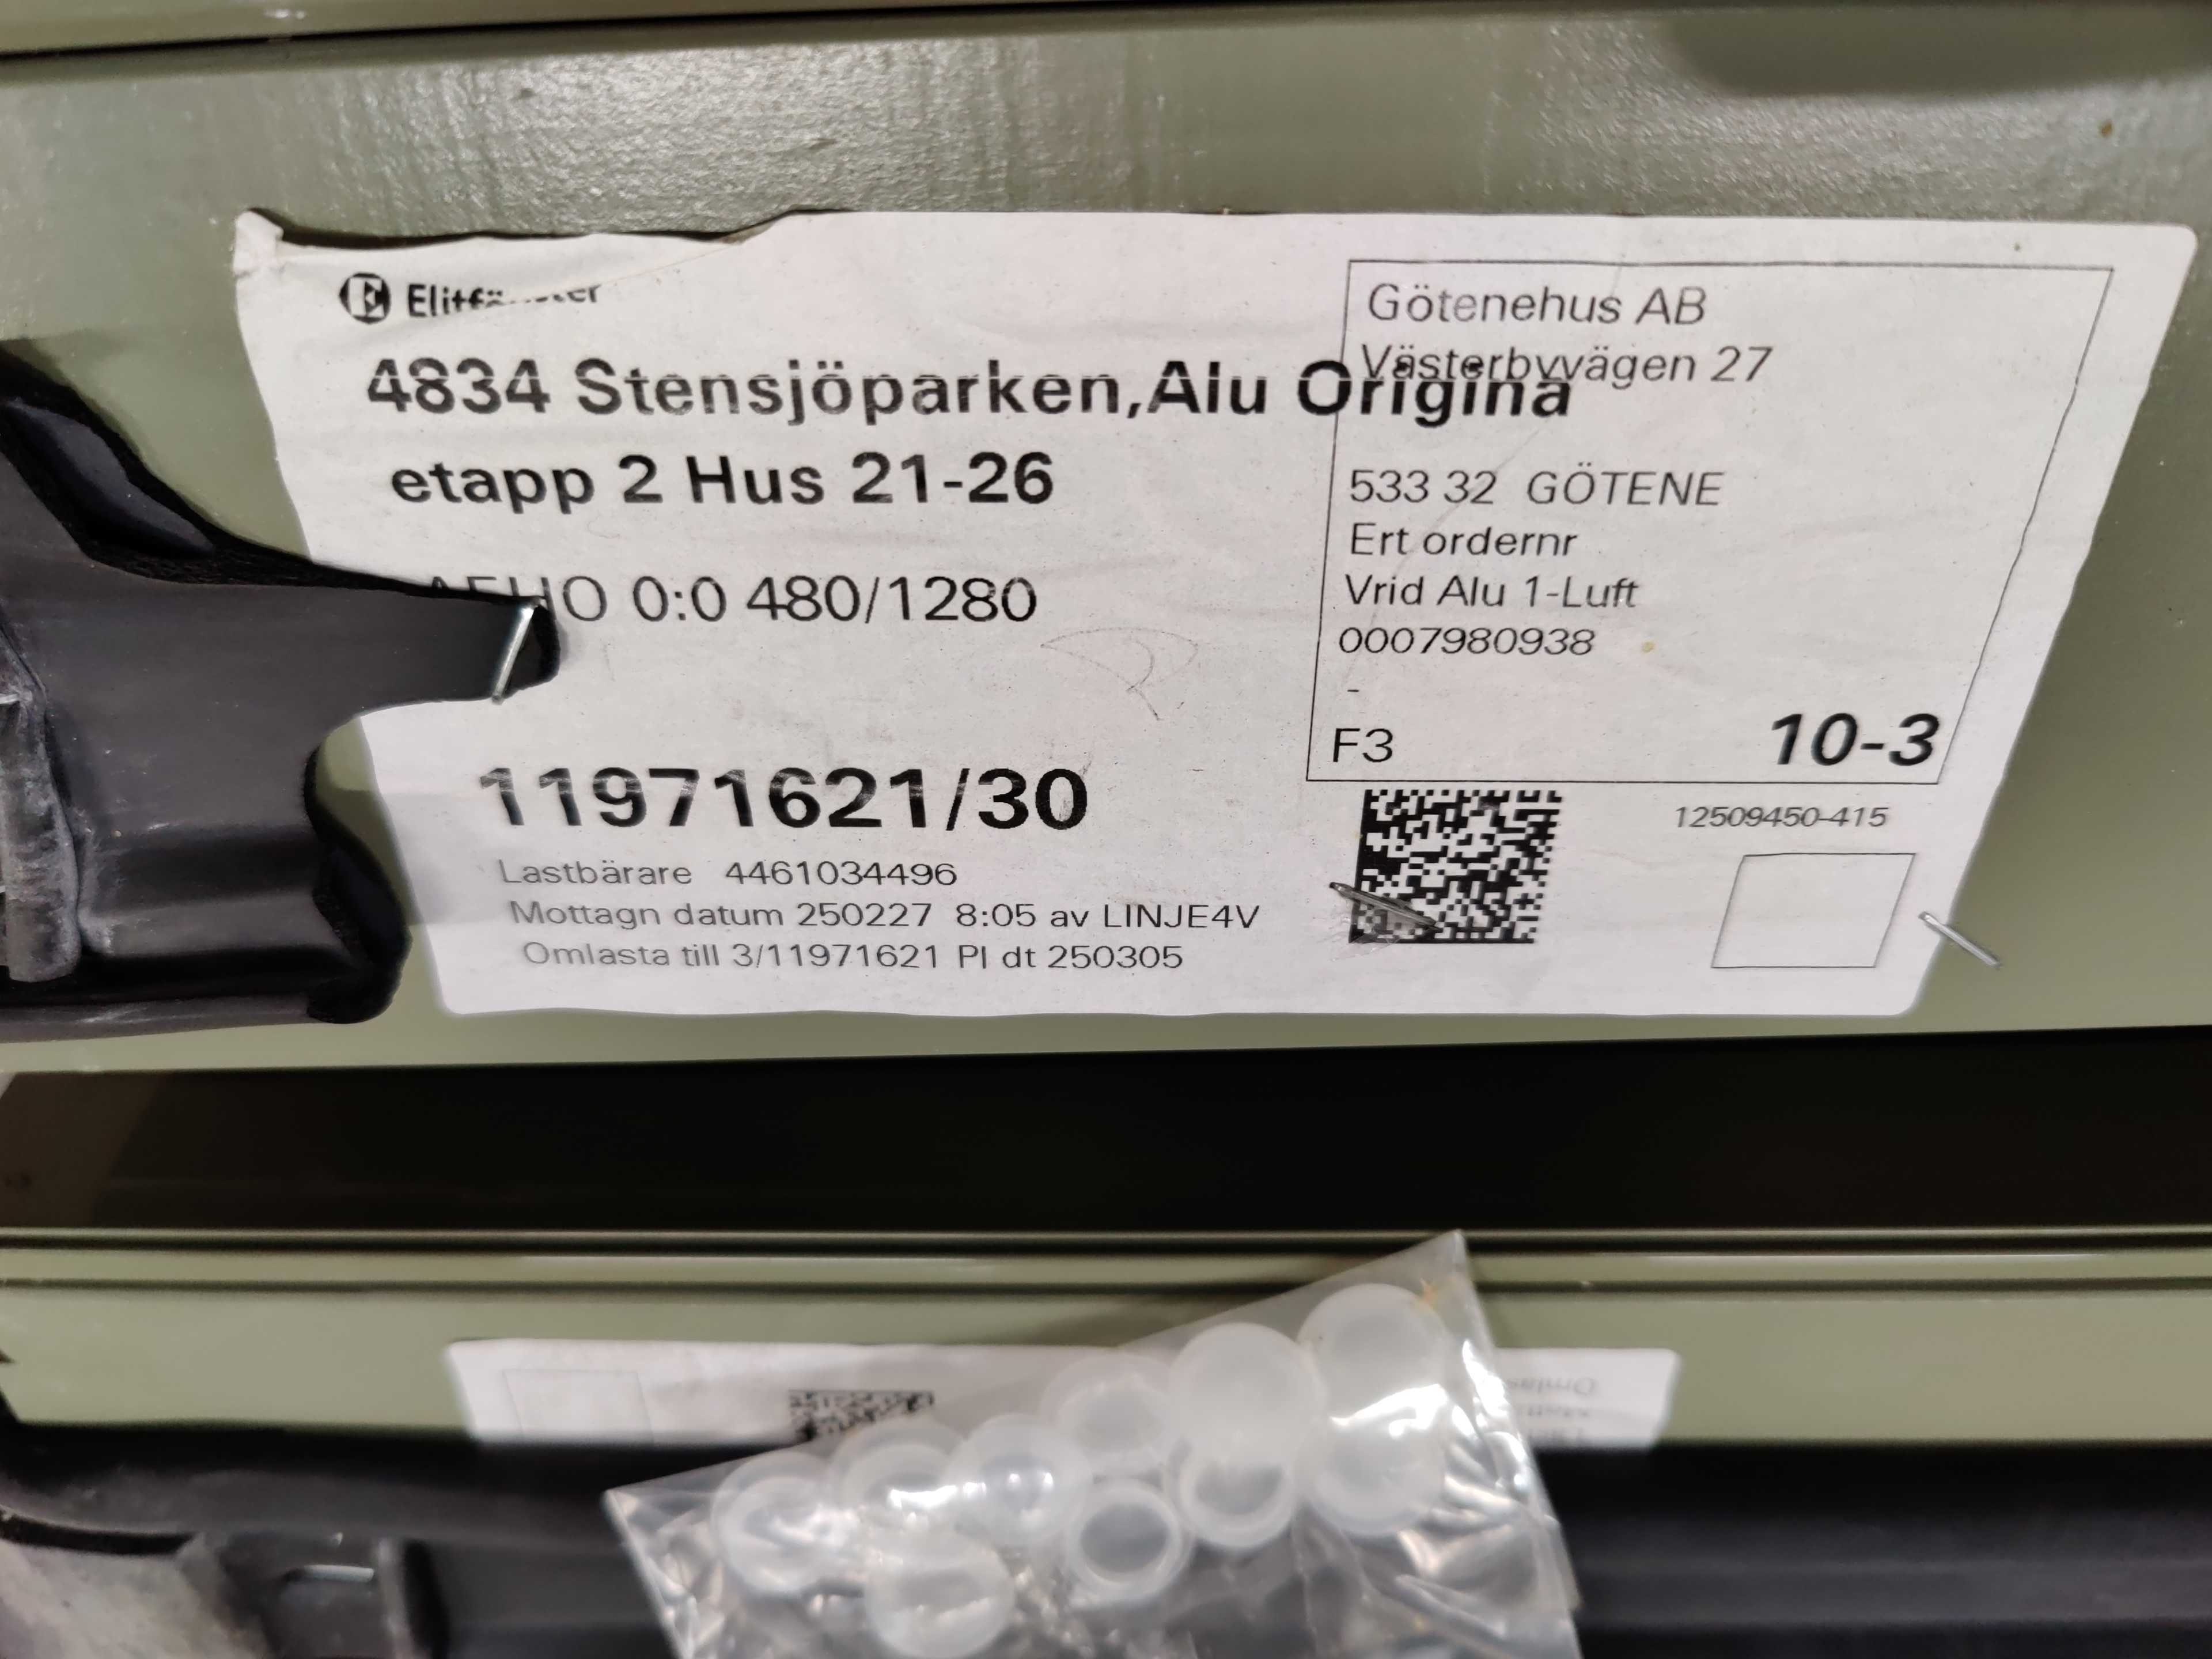 4834 Stensjöparken,Alu Origina
etapp 2 Hus 21-26
0:0 480/1280
11971621/30
Lastbärare 4461034496
Mottagn datum 250227 8:05 av LINJE4V
Omlasta till 3/11971621 Pl dt 250305
Götenehus AB
Västerbyvägen 27
533 32 GÖTENE
Ert ordernr
Vrid Alu 1-Luft
0007980938
-
F3
10-3
12509450-415